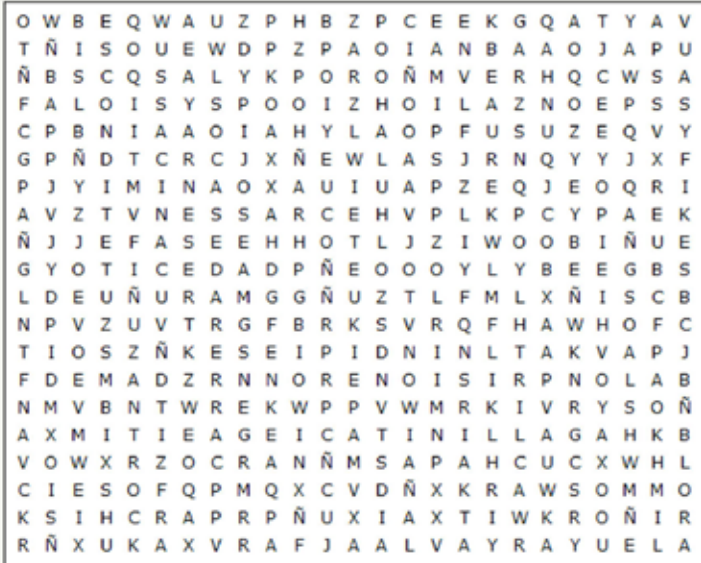 O W B E Q W A U Z P H B Z P C E E K G Q A T Y A V
T Ñ I S O U E W D P Z P A O I A N B A A O J A P U
Ñ B S C Q S A L Y K P O R O Ñ M V E R H Q C W S A
F A L O I S Y S P O O I Z H O I L A Z N O E P S S
C P B N I A A O I A H Y L A O P F U S U Z E Q V Y
G P Ñ D T C R C J X Ñ E W L A S J R N Q Y Y J X F
P J Y I M I N A O X A U I U A P Z E Q J E O Q R I
A V Z T V N E S S A R C E H V P L K P C Y P A E K
Ñ J J E F A S E E H H O T L J Z I W O O B I Ñ U E
G Y O T I C E D A D P Ñ E O O O Y L Y B E E G B S
L D E U Ñ U R A M G G Ñ U Z T L F M L X Ñ I S C B
N P V Z U V T R G F B R K S V R Q F H A W H O F C
T I O S Z Ñ K E S E I P I D N I N L T A K V A P J
F D E M A D Z R N N O R E N O I S I R P N O L A B
N M V B N T W R E K W P P V W M R K I V R Y S O Ñ
A X M I T I E A G E I C A T I N I L L A G A H K B
V O W X R Z O C R A N Ñ M S A P A H C U C X W H L
C I E S O F Q P M Q X C V D Ñ X K R A W S O M M O
K S I H C R A P R P Ñ U X I A X T I W K R O Ñ I R
R Ñ X U K A X V R A F J A A L V A Y R A Y U E L A